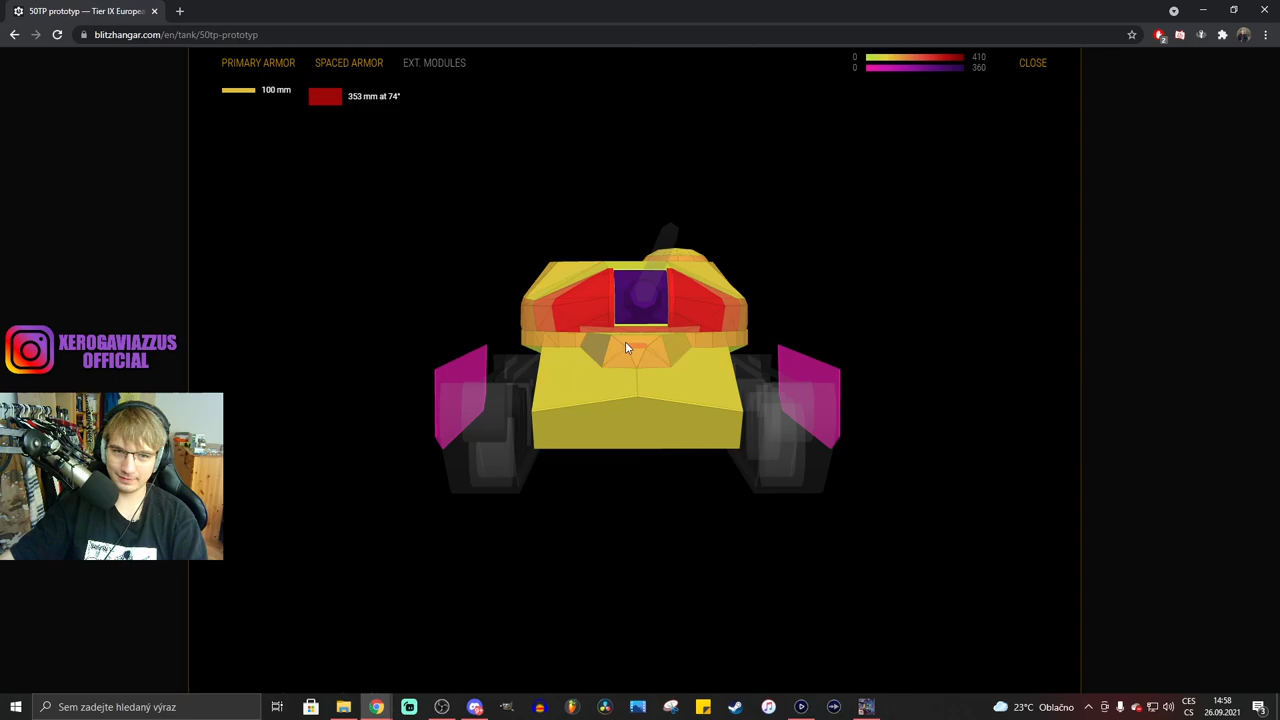 50TP prototyp — Tier IX Europea
blitzhangar.com/en/tank/50tp-prototyp
2
PRIMARY ARMOR SPACED ARMOR EXT. MODULES
0 410
0 360
CLOSE
100 mm
353 mm at 74°
XEROGAVIAZZUS
OFFICIAL
Sem zadejte hledaný výraz
23°C Oblačno
CES
CS
14:58
26.09.2021